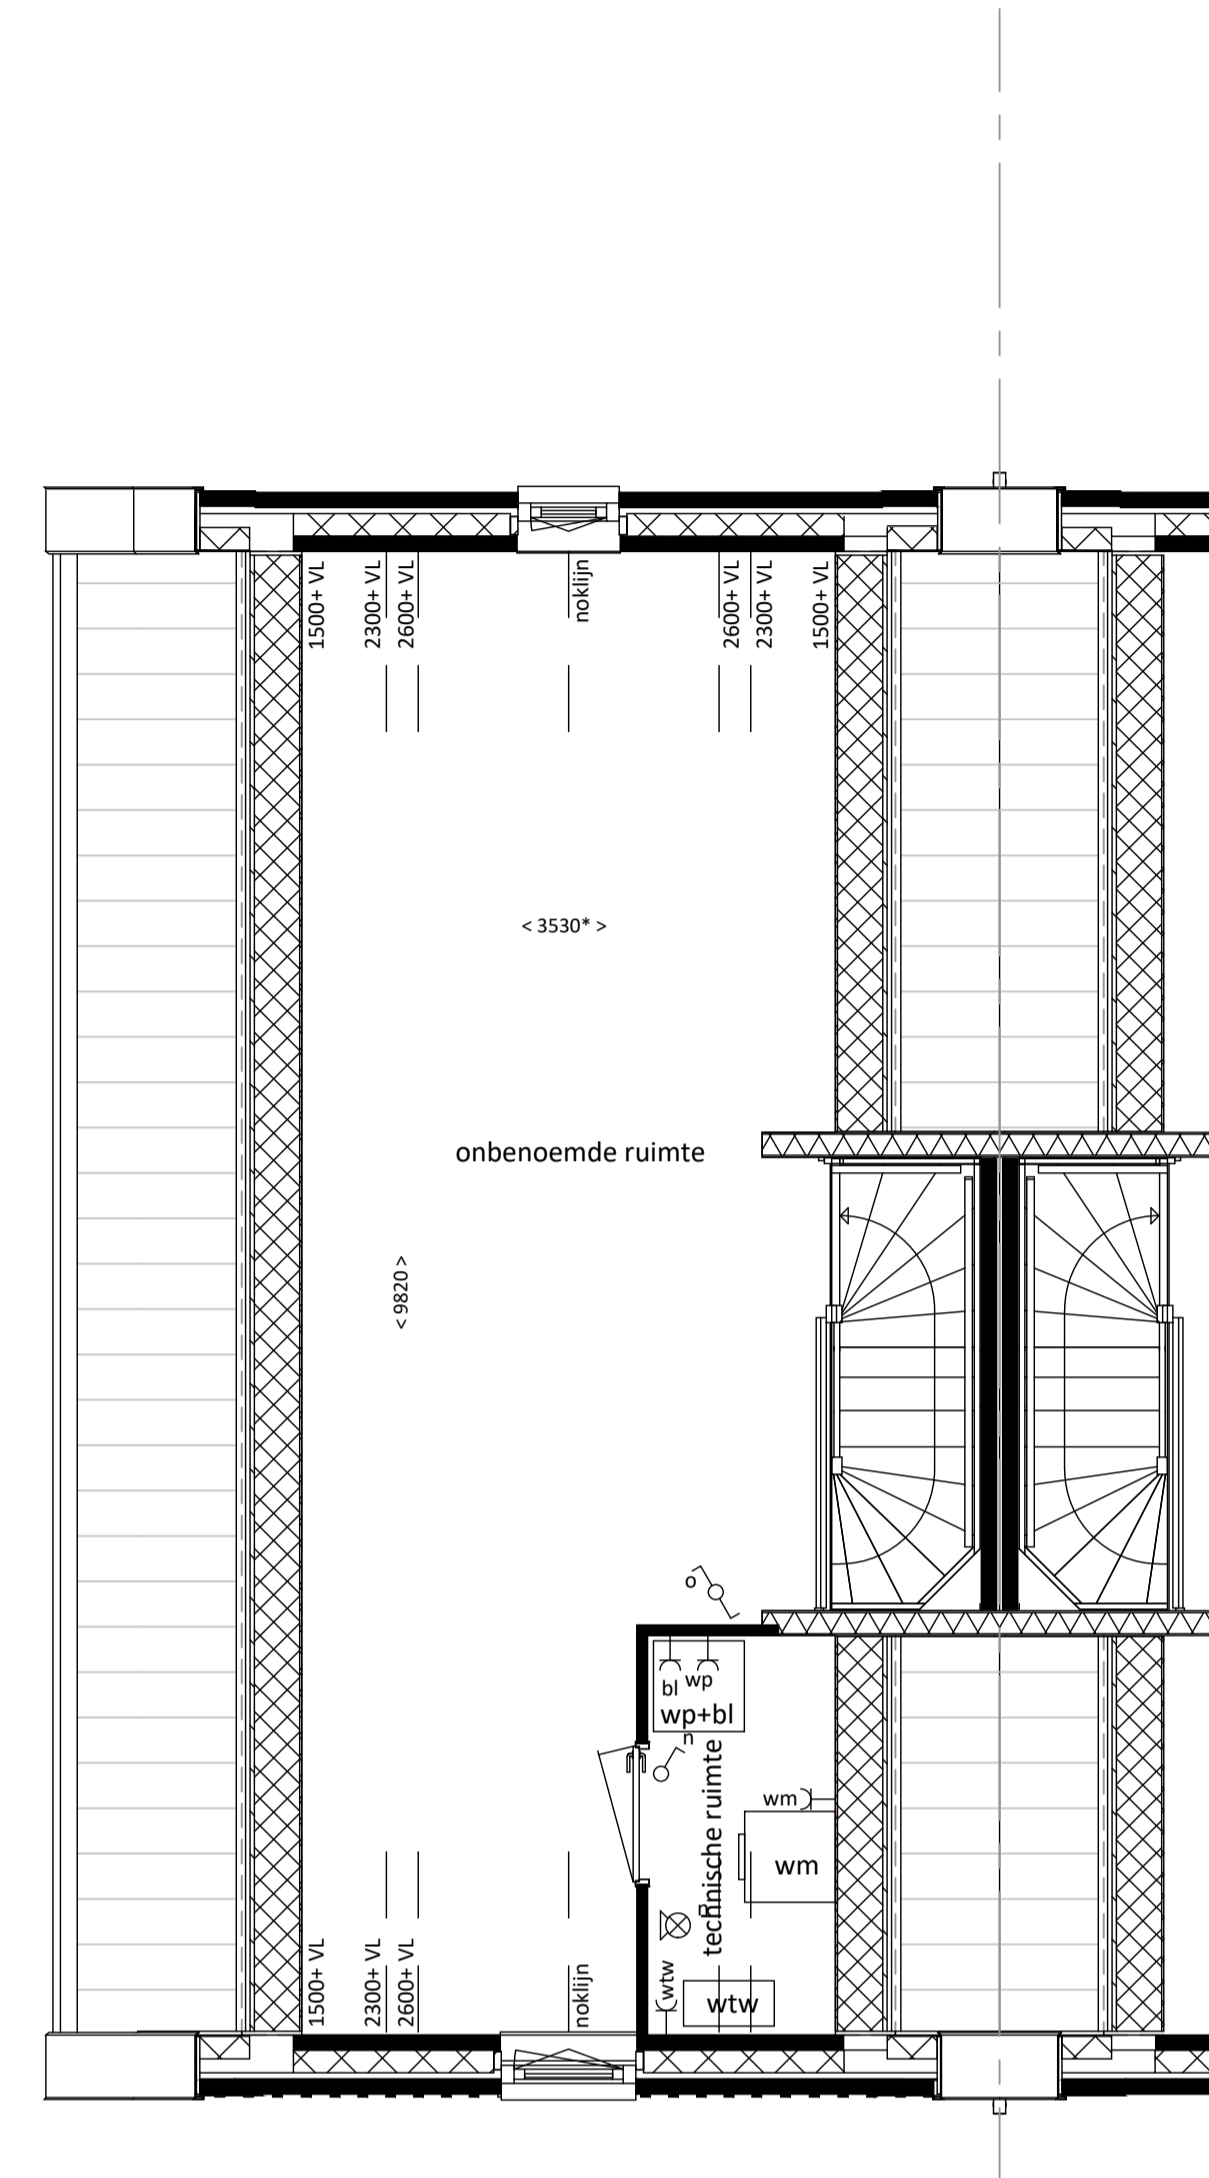 1500+ VL
2300+ VL
2600+ VL
noklijn
2600+ VL
2300+ VL
1500+ VL
< 3530* >
onbenoemde ruimte
< 9820 >
o
bl
wp
wp+bl
n
technische ruimte
wm
wm
n
wtw
wtw
1500+ VL
2300+ VL
2600+ VL
noklijn